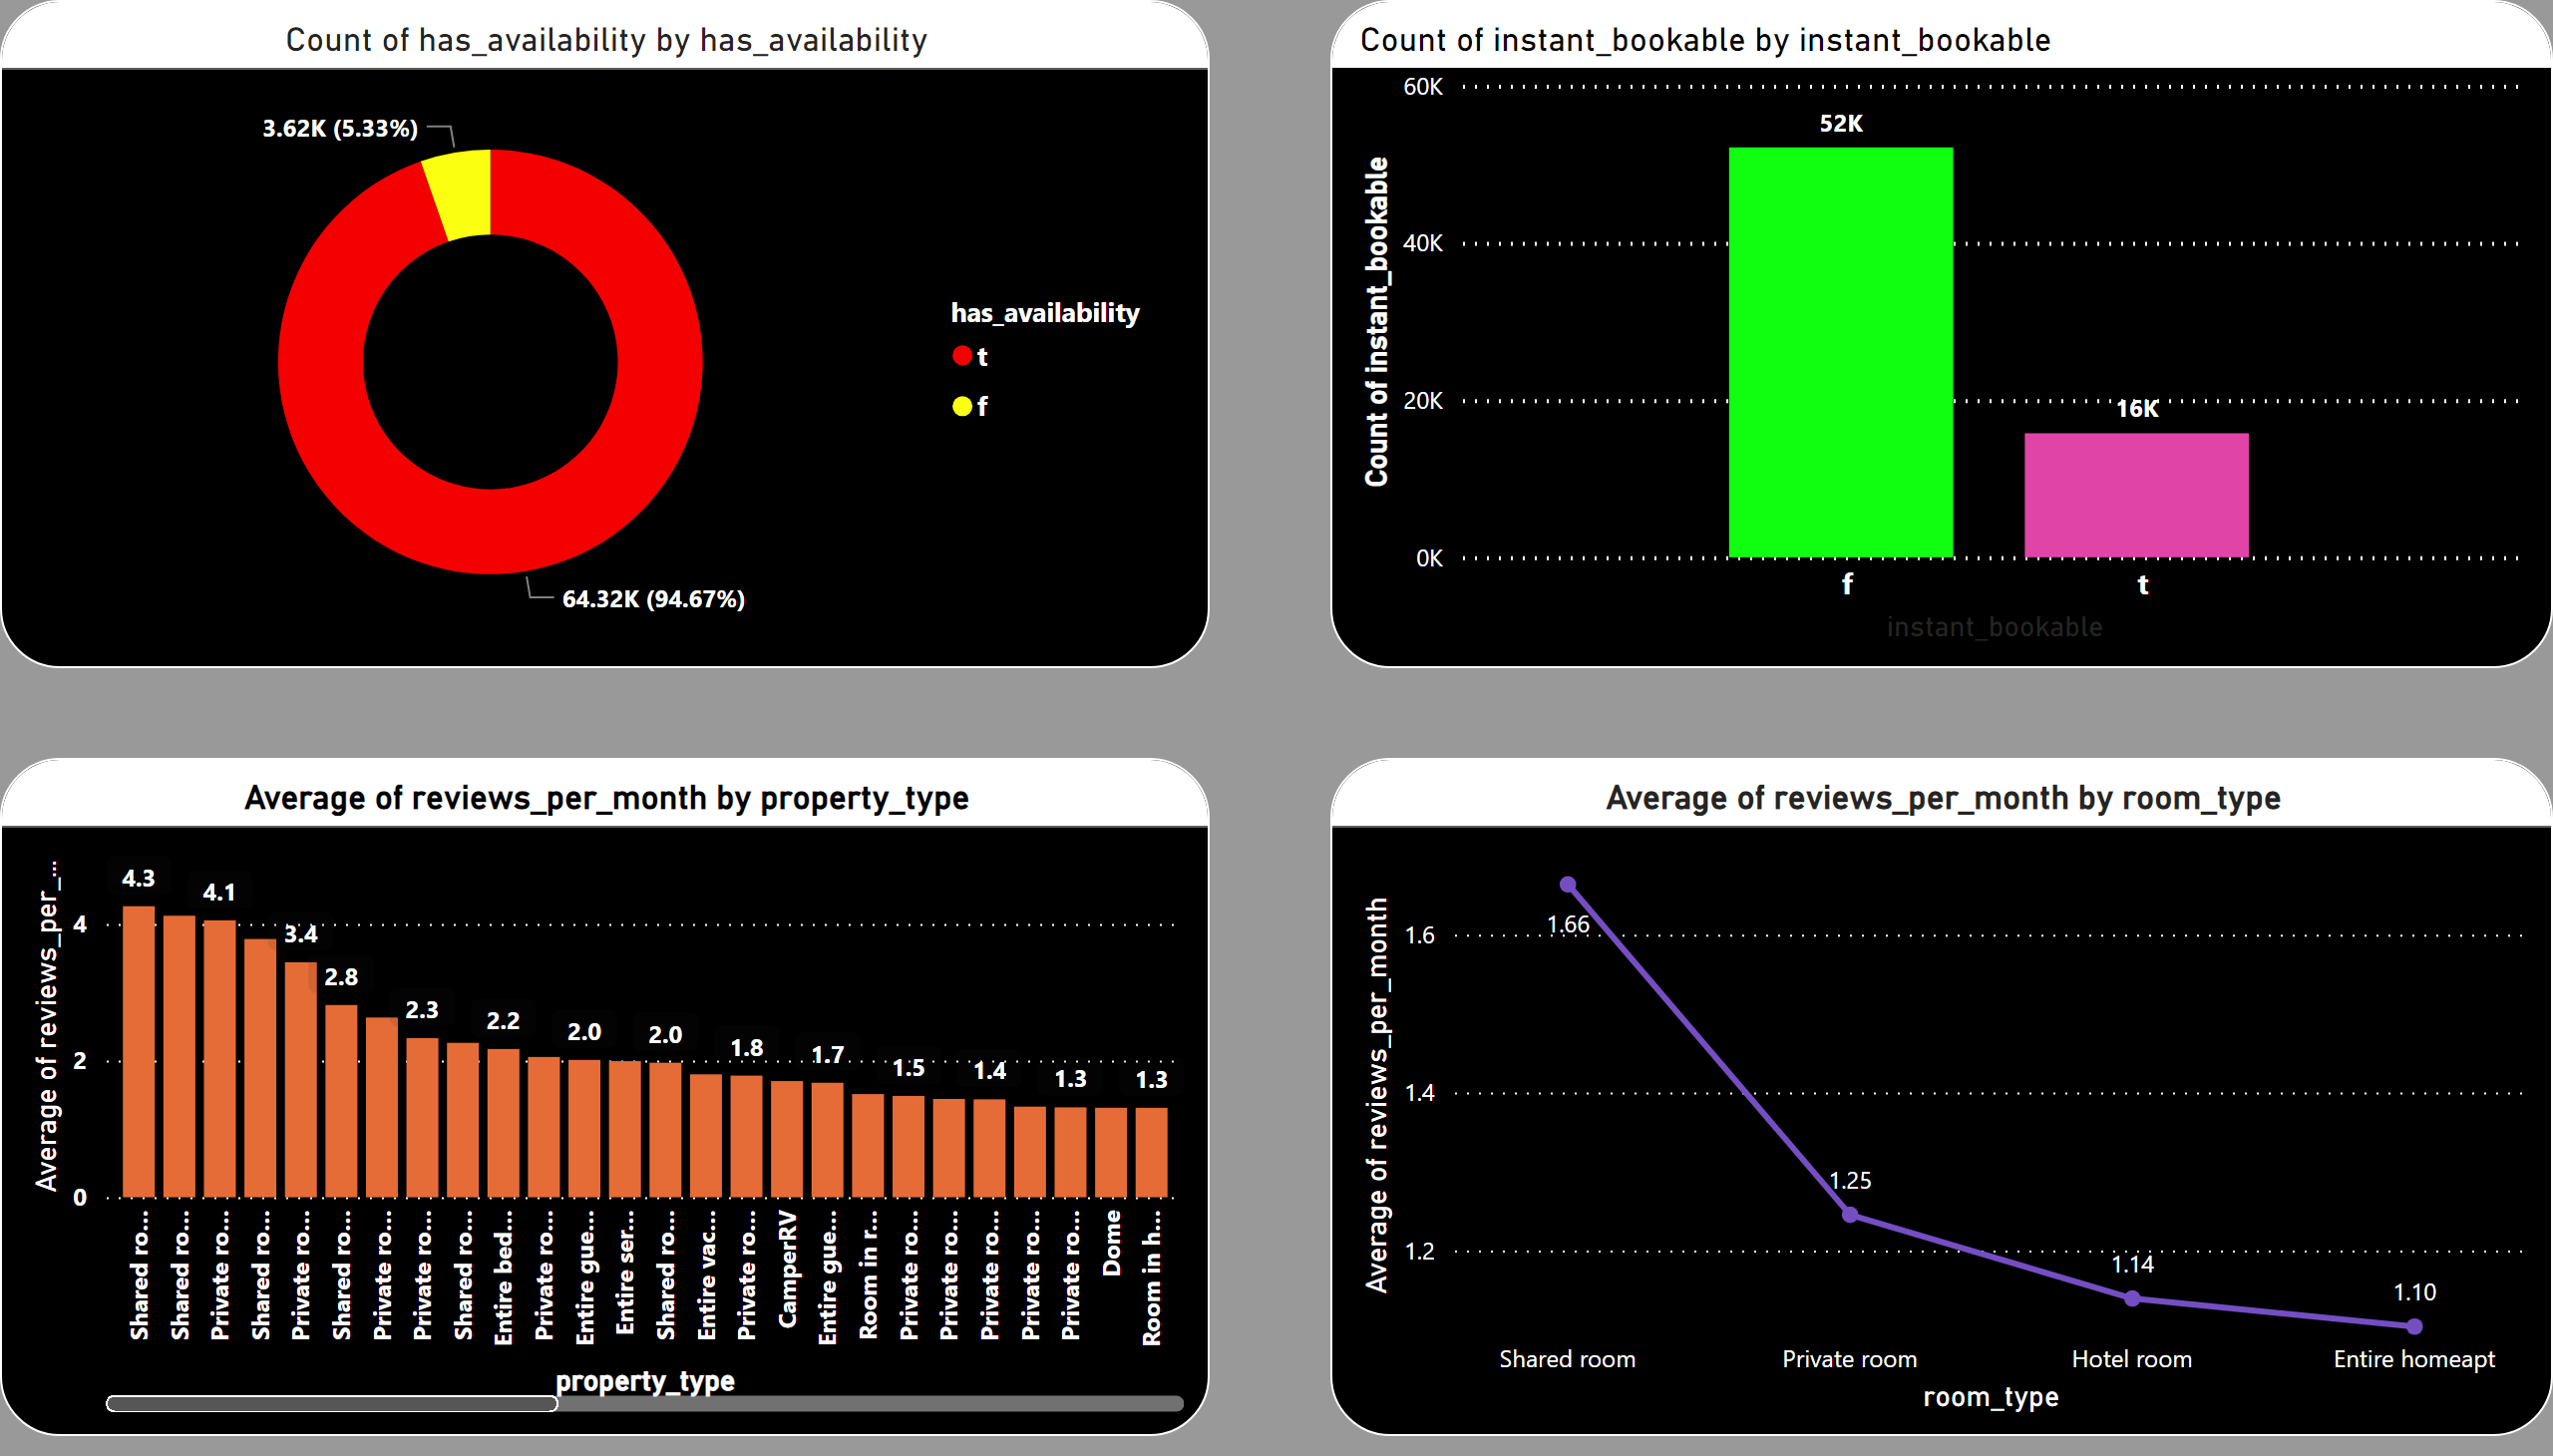 Count of has_availability by has_availability
3.62K (5.33%)
64.32K (94.67%)
has_availability
t
f
Count of instant_bookable by instant_bookable
Count of instant_bookable
60K
40K
20K
0K
52K
16K
f
t
instant_bookable
Average of reviews_per_month by property_type
Average of reviews_per_...
4
2
0
4.3
4.1
3.4
2.8
2.3
2.2
2.0
2.0
1.8
1.7
1.5
1.4
1.3
1.3
Shared ro...
Shared ro...
Private ro...
Shared ro...
Private ro...
Shared ro...
Private ro...
Private ro...
Shared ro...
Entire bed...
Private ro...
Entire gue...
Entire ser...
Shared ro...
Entire vac...
Private ro...
CamperRV
Entire gue...
Room in r...
Private ro...
Private ro...
Private ro...
Private ro...
Private ro...
Dome
Room in h...
property_type
Average of reviews_per_month by room_type
Average of reviews_per_month
1.6
1.4
1.2
1.66
1.25
1.14
1.10
Shared room
Private room
Hotel room
Entire homeapt
room_type